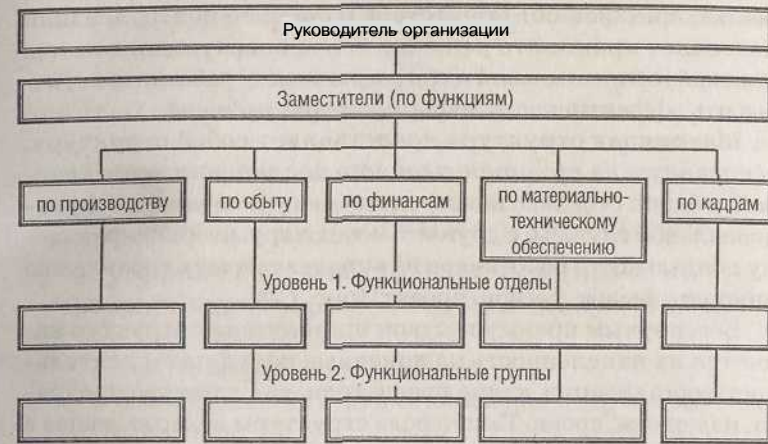 Руководитель организации
Заместители (по функциям)
по производству
по сбыту
по финансам
по материально-
техническому
обеспечению
по кадрам
Уровень 1. Функциональные отделы
Уровень 2. Функциональные группы